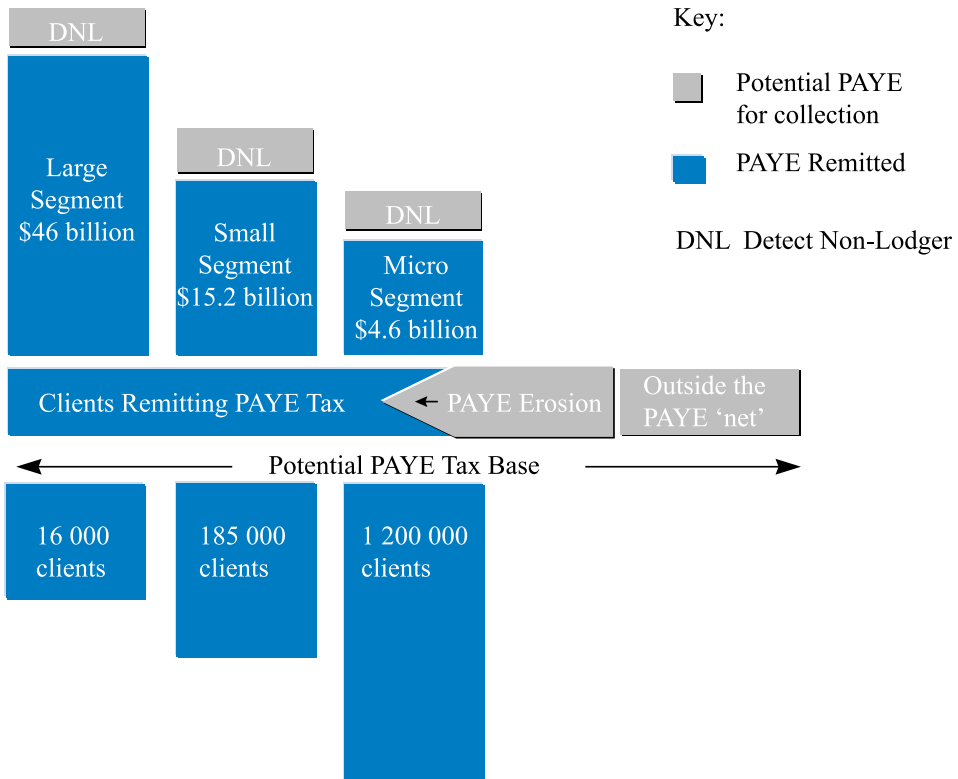 DNL
Large
Segment
$46 billion
DNL
Small
Segment
$15.2 billion
DNL
Micro
Segment
$4.6 billion
Key:
Potential PAYE
for collection
PAYE Remitted
DNL Detect Non-Lodger
Clients Remitting PAYE Tax
PAYE Erosion
Outside the
PAYE ‘net’
Potential PAYE Tax Base
16 000
clients
185 000
clients
1 200 000
clients